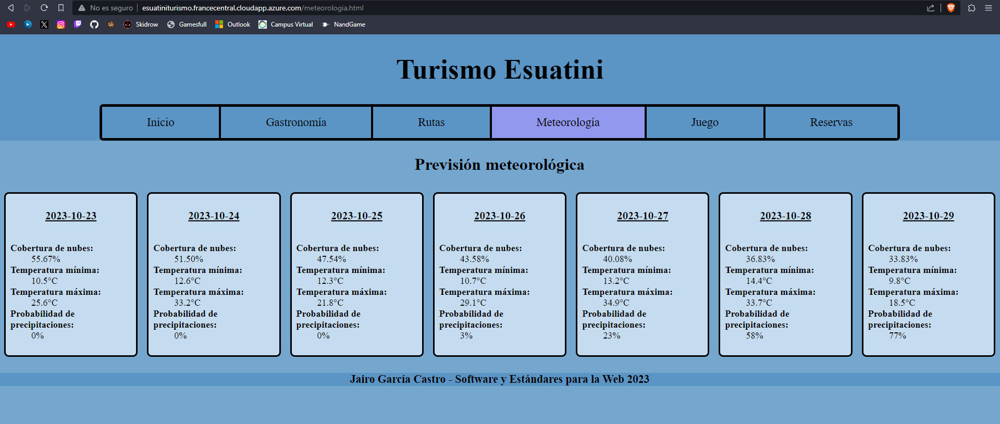 No es seguro esuatiniturismo.francecentral.cloudapp.azure.com/meteorologia.html
Skidrow Gamesfull Outlook Campus Virtual NandGame
Turismo Esuatini
Inicio Gastronomía Rutas Meteorología Juego Reservas
Previsión meteorológica
2023-10-23
Cobertura de nubes:
55.67%
Temperatura mínima:
10.5°C
Temperatura máxima:
25.6°C
Probabilidad de
precipitaciones:
0%
2023-10-24
Cobertura de nubes:
51.50%
Temperatura mínima:
12.6°C
Temperatura máxima:
33.2°C
Probabilidad de
precipitaciones:
0%
2023-10-25
Cobertura de nubes:
47.54%
Temperatura mínima:
12.3°C
Temperatura máxima:
21.8°C
Probabilidad de
precipitaciones:
0%
2023-10-26
Cobertura de nubes:
43.58%
Temperatura mínima:
10.7°C
Temperatura máxima:
29.1°C
Probabilidad de
precipitaciones:
3%
2023-10-27
Cobertura de nubes:
40.08%
Temperatura mínima:
13.2°C
Temperatura máxima:
34.9°C
Probabilidad de
precipitaciones:
23%
2023-10-28
Cobertura de nubes:
36.83%
Temperatura mínima:
14.4°C
Temperatura máxima:
33.7°C
Probabilidad de
precipitaciones:
58%
2023-10-29
Cobertura de nubes:
33.83%
Temperatura mínima:
9.8°C
Temperatura máxima:
18.5°C
Probabilidad de
precipitaciones:
77%
Jairo García Castro - Software y Estándares para la Web 2023